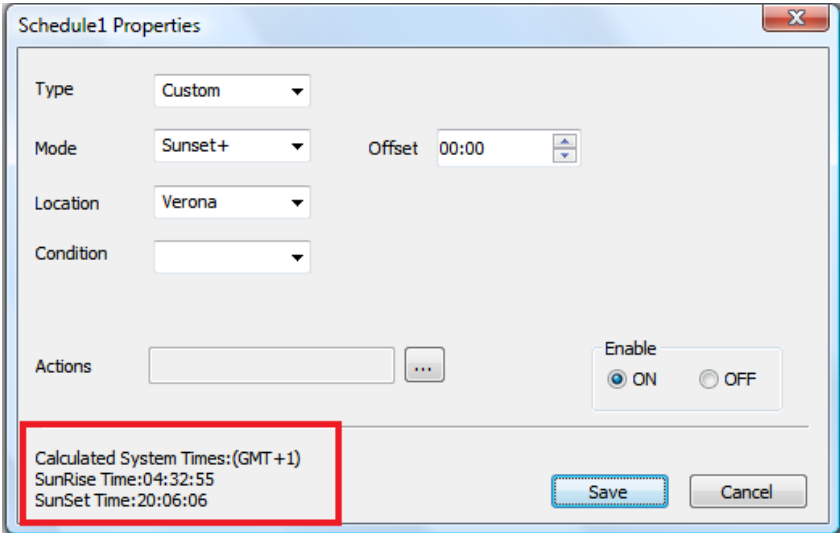 Schedule1 Properties
Type Custom
Mode Sunset+ Offset 00:00
Location Verona
Condition
Actions ... Enable
ON OFF
Calculated System Times:(GMT+1)
SunRise Time:04:32:55
SunSet Time:20:06:06
Save Cancel